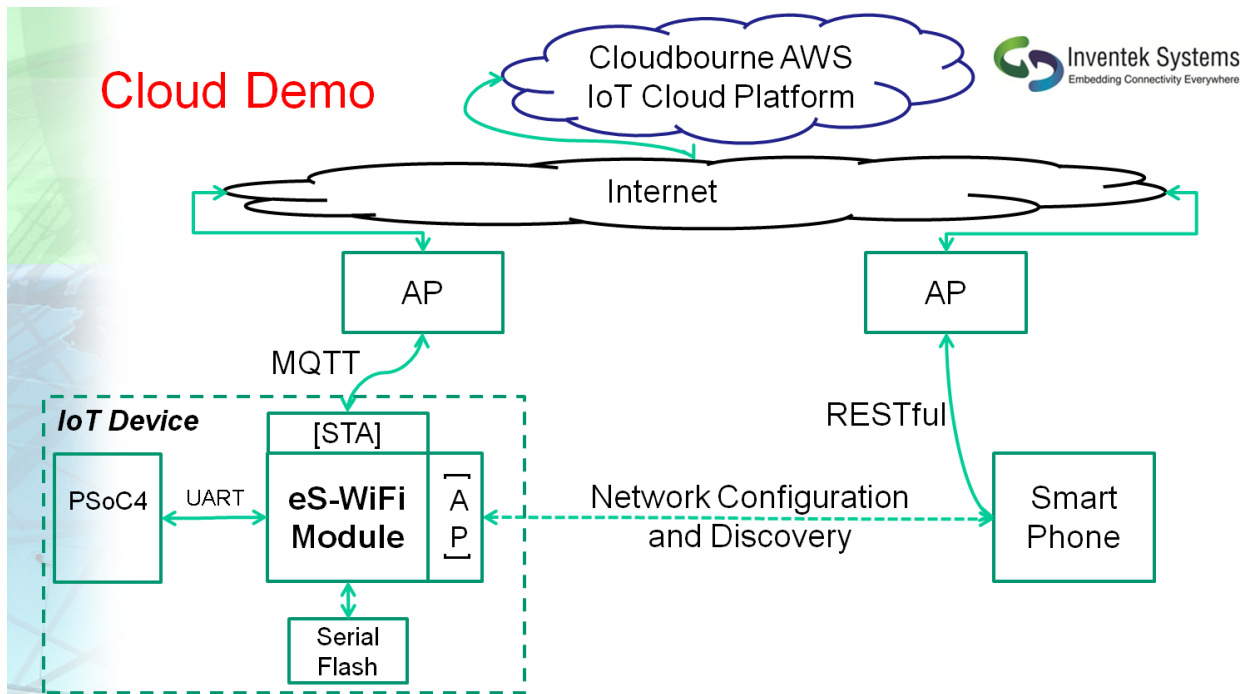 Cloud Demo
Cloudbourne AWS
IoT Cloud Platform
Inventek Systems
Embedding Connectivity Everywhere
Internet
AP
AP
MQTT
RESTful
IoT Device
[STA]
PSoC4
UART
eS-WiFi
Module
[AP]
Network Configuration
and Discovery
Smart
Phone
Serial
Flash